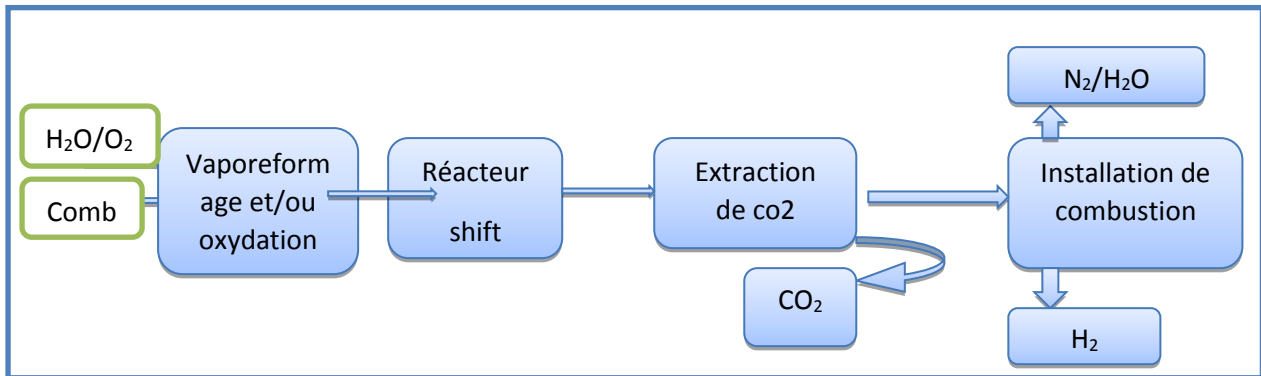 H₂O/O₂
Comb
Vaporeform
age et/ou
oxydation
Réacteur
shift
Extraction
de co2
CO₂
N₂/H₂O
Installation de
combustion
H₂